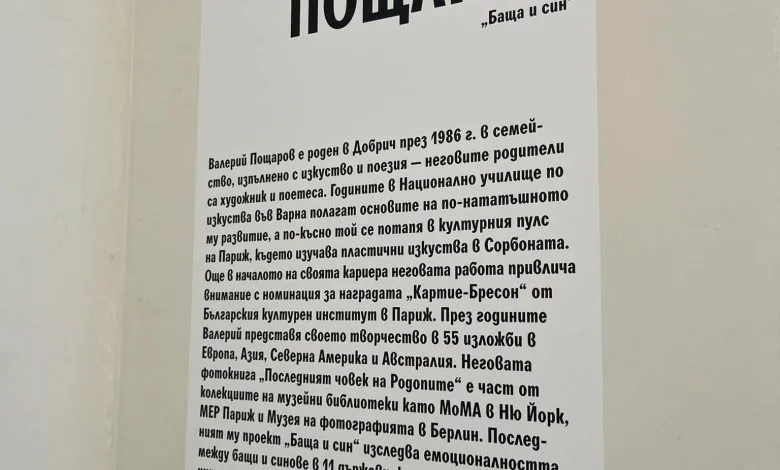 „Баща и син“
Валерий Пощаров е роден в Добрич през 1986 г. в семей-
ство, изпълнено с изкуство и поезия – неговите родители
са художник и поетеса. Годините в Национално училище по
изкуства във Варна полагат основите на по-нататъшното
му развитие, а по-късно той се потапя в културния пулс
на Париж, където изучава пластични изкуства в Сорбоната.
Още в началото на своята кариера неговата работа привлича
внимание с номинация за наградата „Картие-Бресон“ от
Български културен институт в Париж. През годините
Валерий представя своето творчество в 55 изложби в
Европа, Азия, Северна Америка и Австралия. Неговата
фотокнига „Последният човек на Родопите“ е част от
колекциите на музейни библиотеки като МоМА в Ню Йорк,
МЕР Париж и Музея на фотографията в Берлин. Послед-
ният му проект „Баща и син“ изследва емоционалността
между бащи и синове в 11